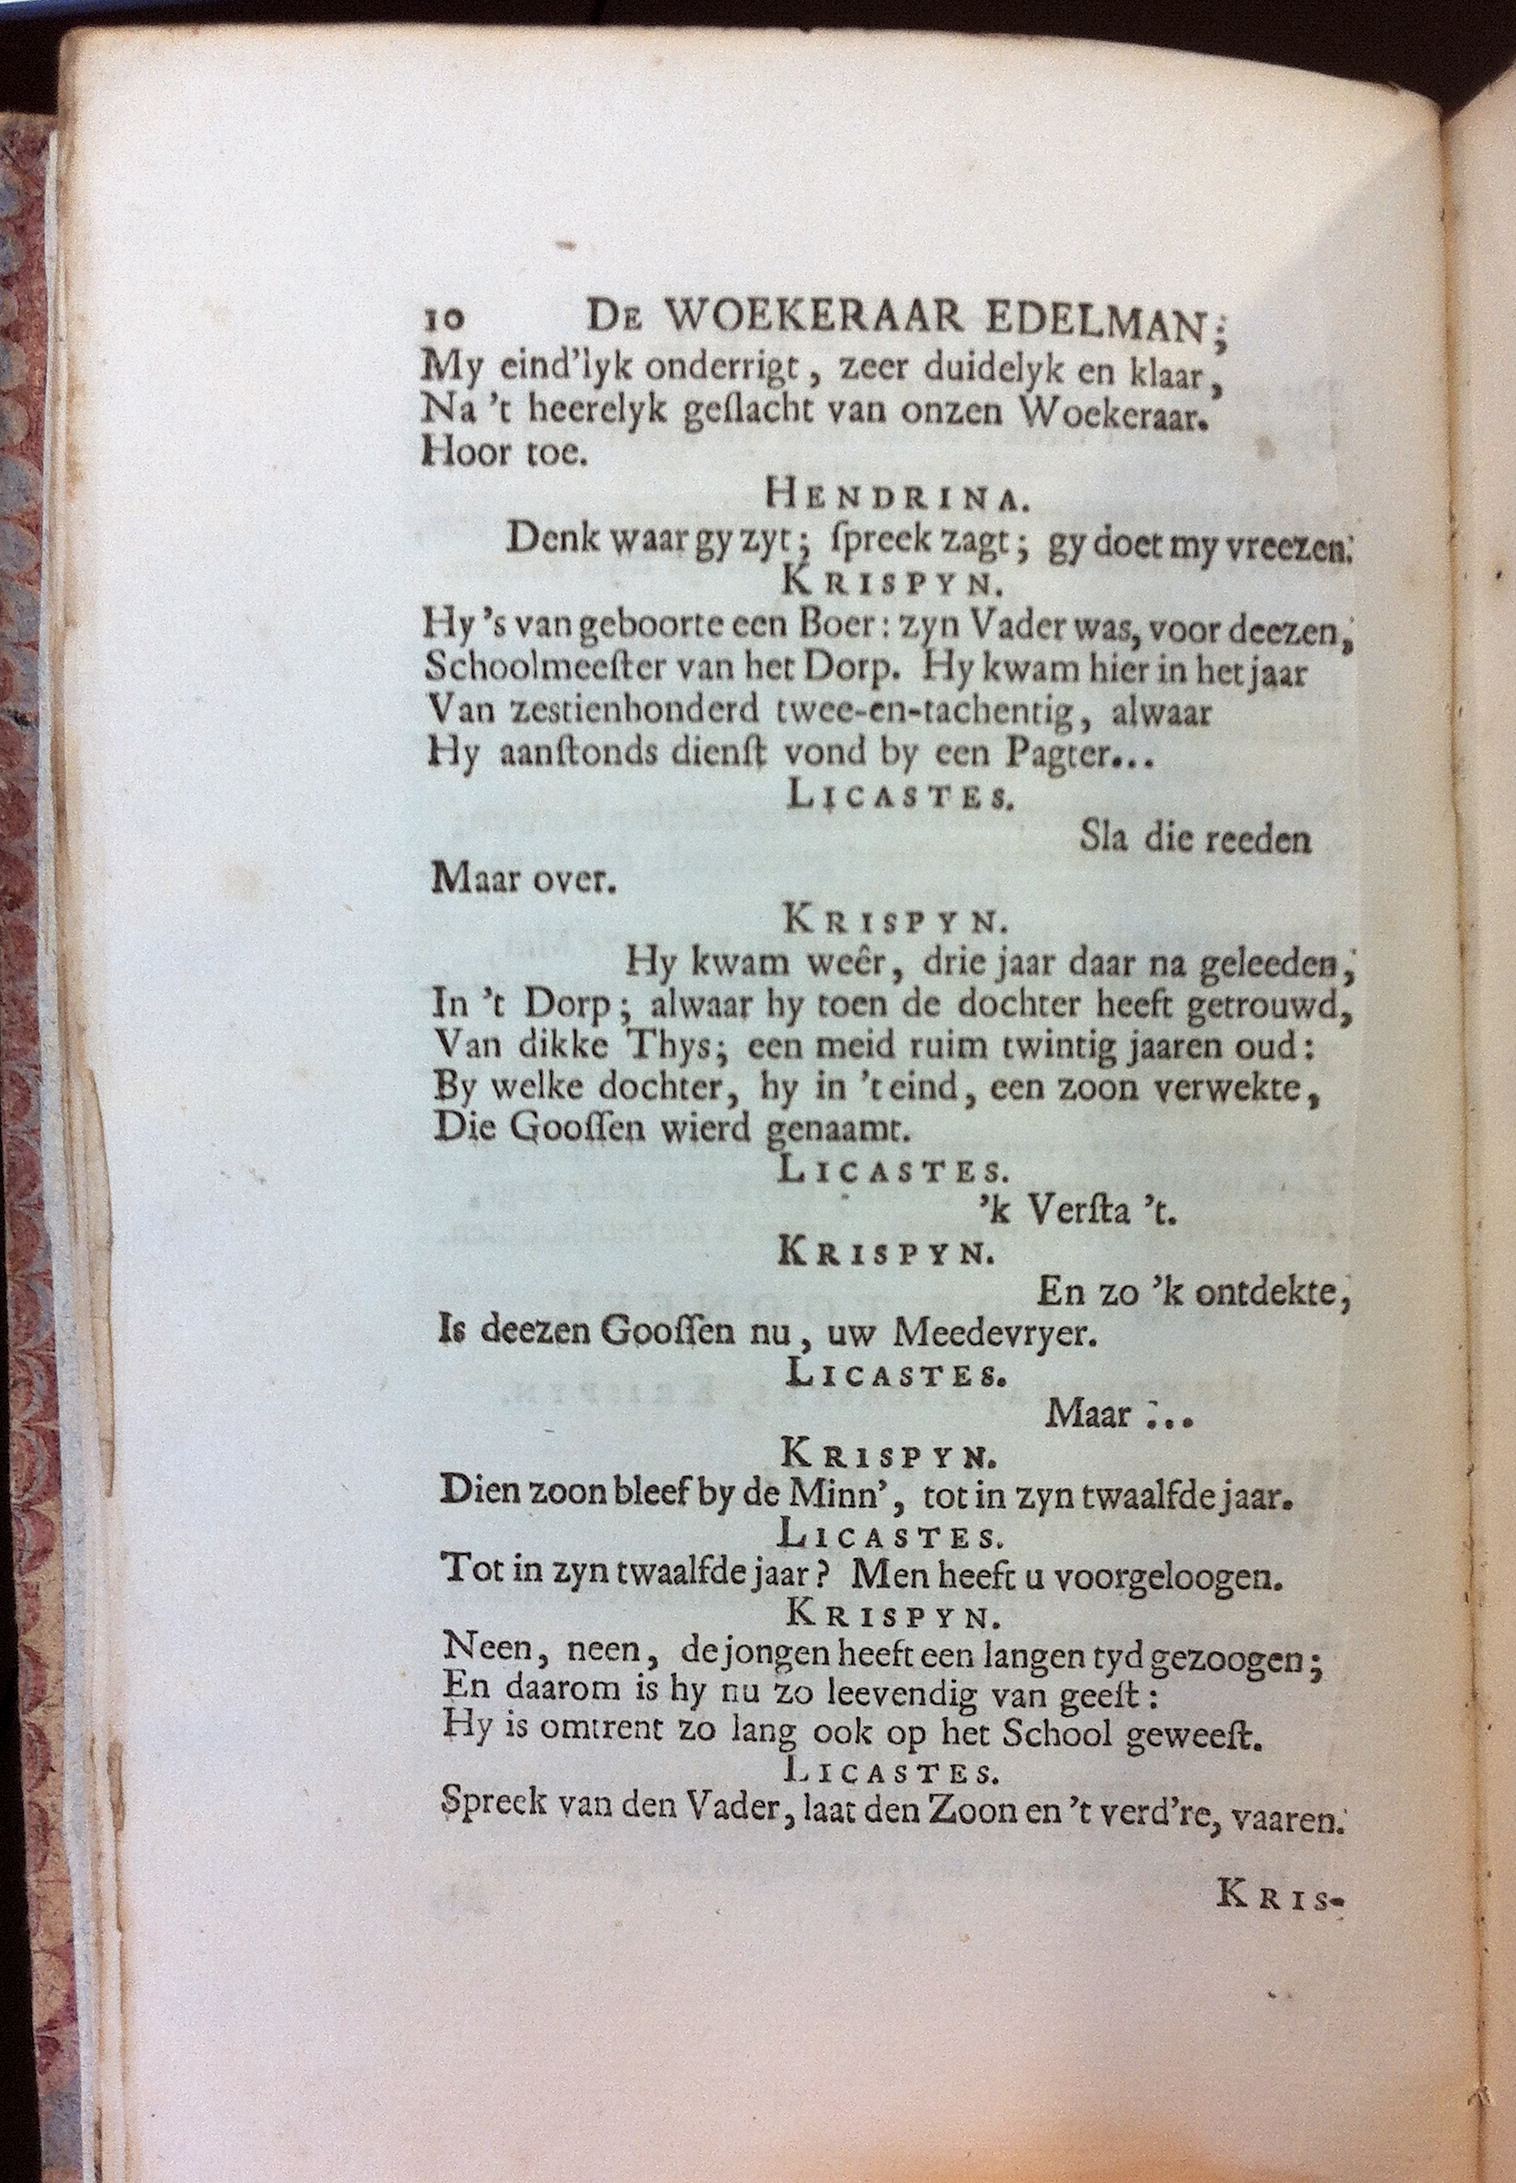 10 DE WOEKERAAR EDELMAN;
My eind'lyk onderrigt, zeer duidelyk en klaar,
Na 't heerelyk geſlacht van onzen Woekeraar.
Hoor toe.
HENDRINA.
Denk waar gy zyt; ſpreek zagt; gy doet my vreezen.
KRISPYN.
Hy 's van geboorte een Boer: zyn Vader was, voor deezen,
Schoolmeeſter van het Dorp. Hy kwam hier in het jaar
Van zestienhonderd twee-en-tachentig, alwaar
Hy aanſtonds dienſt vond by een Pagter...
LICASTES.
Sla die reeden
Maar over.
KRISPYN.
Hy kwam weêr, drie jaar daar na geleeden,
In 't Dorp; alwaar hy toen de dochter heeft getrouwd,
Van dikke Thys; een meid ruim twintig jaaren oud:
By welke dochter, hy in 't eind, een zoon verwekte,
Die Gooſſen wierd genaamt.
LICASTES.
'k Verſta 't.
KRISPYN.
En zo 'k ontdekte,
Is deezen Gooſſen nu, uw Meedevryer.
LICASTES.
Maar ...
KRISPYN.
Dien zoon bleef by de Minn', tot in zyn twaalfde jaar.
LICASTES.
Tot in zyn twaalfde jaar? Men heeft u voorgeloogen.
KRISPYN.
Neen, neen, de jongen heeft een langen tyd gezoogen;
En daarom is hy nu zo leevendig van geeſt:
Hy is omtrent zo lang ook op het School geweeſt.
LICASTES.
Spreek van den Vader, laat den Zoon en 't verd're, vaaren.
KRIS-